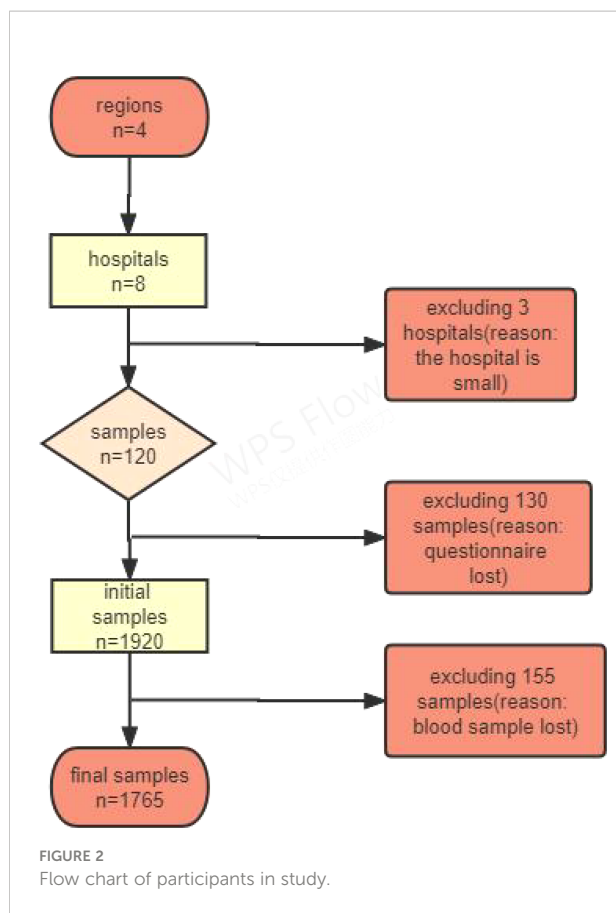 regions
n=4
hospitals
n=8
excluding 3
hospitals(reason:
the hospital is
small)
samples
n=120
WPS Flow
excluding 130
samples(reason:
questionnaire
lost)
initial
samples
n=1920
excluding 155
samples(reason:
blood sample lost)
final samples
n=1765
FIGURE 2
Flow chart of participants in study.